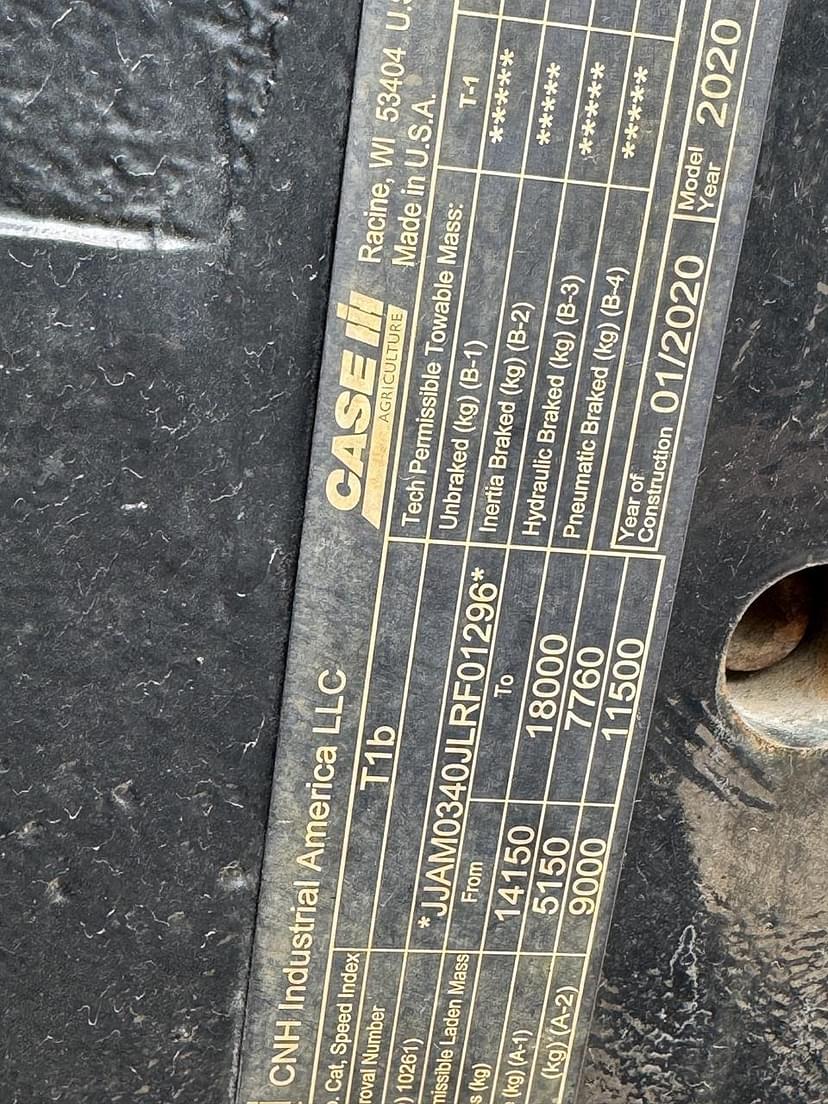 CNH Industrial America LLC
CASE III
AGRICULTURE
Racine, WI 53404 U.S
Made in U.S.A.
Cat, Speed Index
T1b
Number
10261)
*JJAM0340JLRF01296*
Laden Mass
From
To
(kg)
14150
18000
(kg) (A-1)
5150
7760
(kg) (A-2)
9000
11500
Tech Permissible Towable Mass:
T-1
Unbraked (kg) (B-1)
*****
Inertia Braked (kg) (B-2)
*****
Hydraulic Braked (kg) (B-3)
*****
Pneumatic Braked (kg) (B-4)
*****
Year of
Construction
01/2020
Model
Year
2020